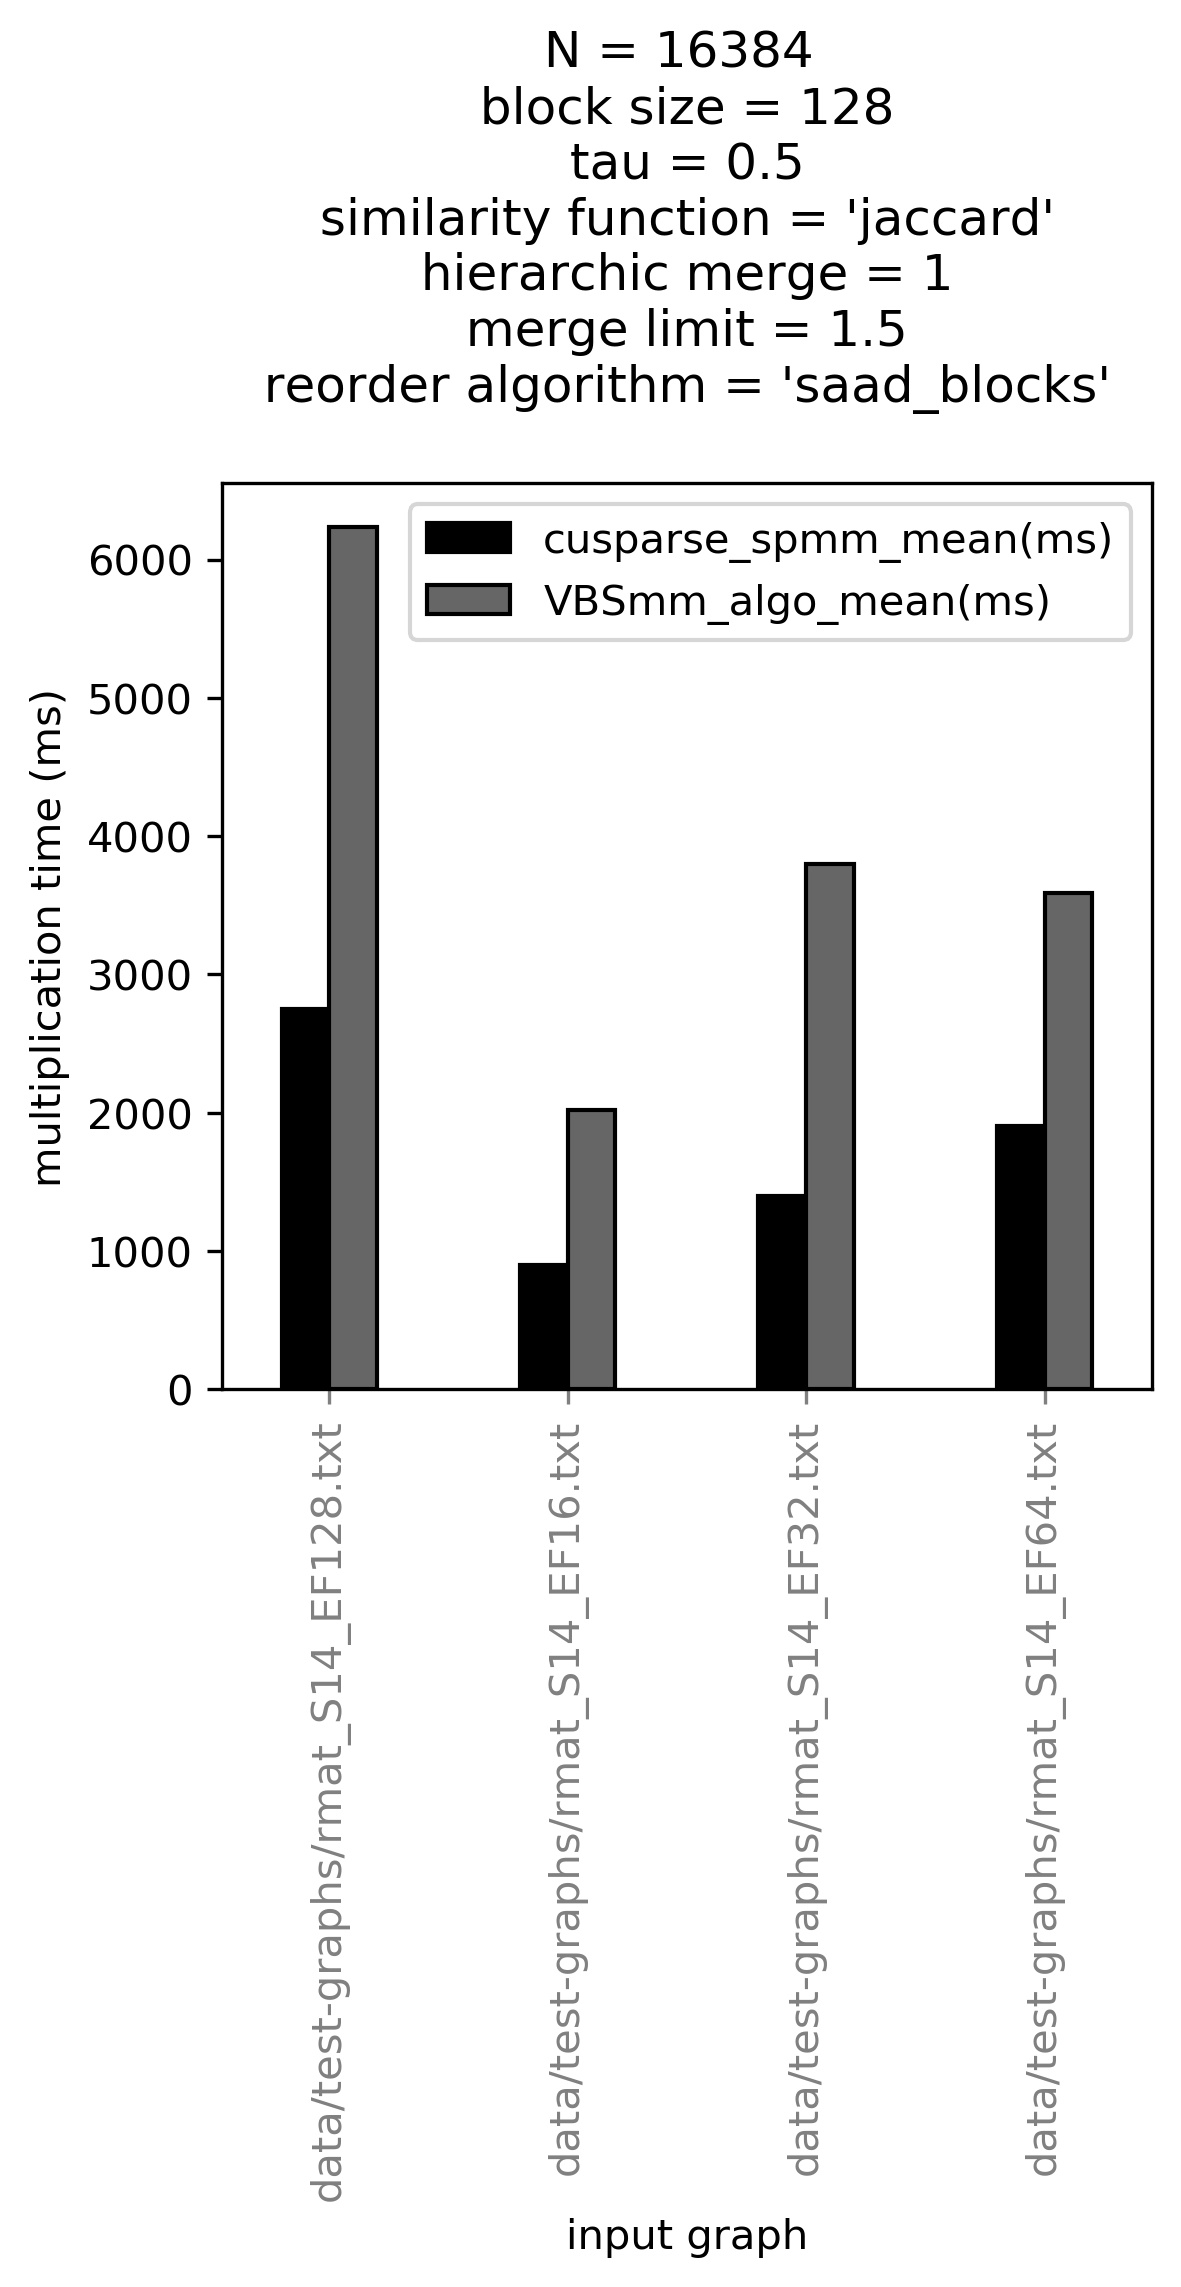 N = 16384
block size = 128
tau = 0.5
similarity function = 'jaccard'
hierarchic merge = 1
merge limit = 1.5
reorder algorithm = 'saad_blocks'
cusparse_spmm_mean(ms)
VBSmm_algo_mean(ms)
multiplication time (ms)
6000
5000
4000
3000
2000
1000
0
data/test-graphs/rmat_S14_EF128.txt
data/test-graphs/rmat_S14_EF16.txt
data/test-graphs/rmat_S14_EF32.txt
data/test-graphs/rmat_S14_EF64.txt
input graph